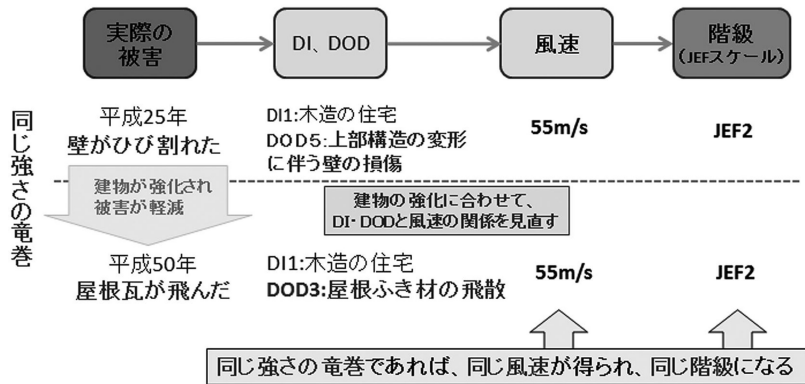 実際の
被害
DI、DOD
風速
階級
（JEFスケール）
同じ強さの竜巻
平成25年
壁がひび割れた
DI1:木造の住宅
DOD5:上部構造の変形
に伴う壁の損傷
55m/s
JEF2
建物が強化され
被害が軽減
建物の強化に合わせて、
DI・DODと風速の関係を見直す
平成50年
屋根瓦が飛んだ
DI1:木造の住宅
DOD3:屋根ふき材の飛散
55m/s
JEF2
同じ強さの竜巻であれば、同じ風速が得られ、同じ階級になる